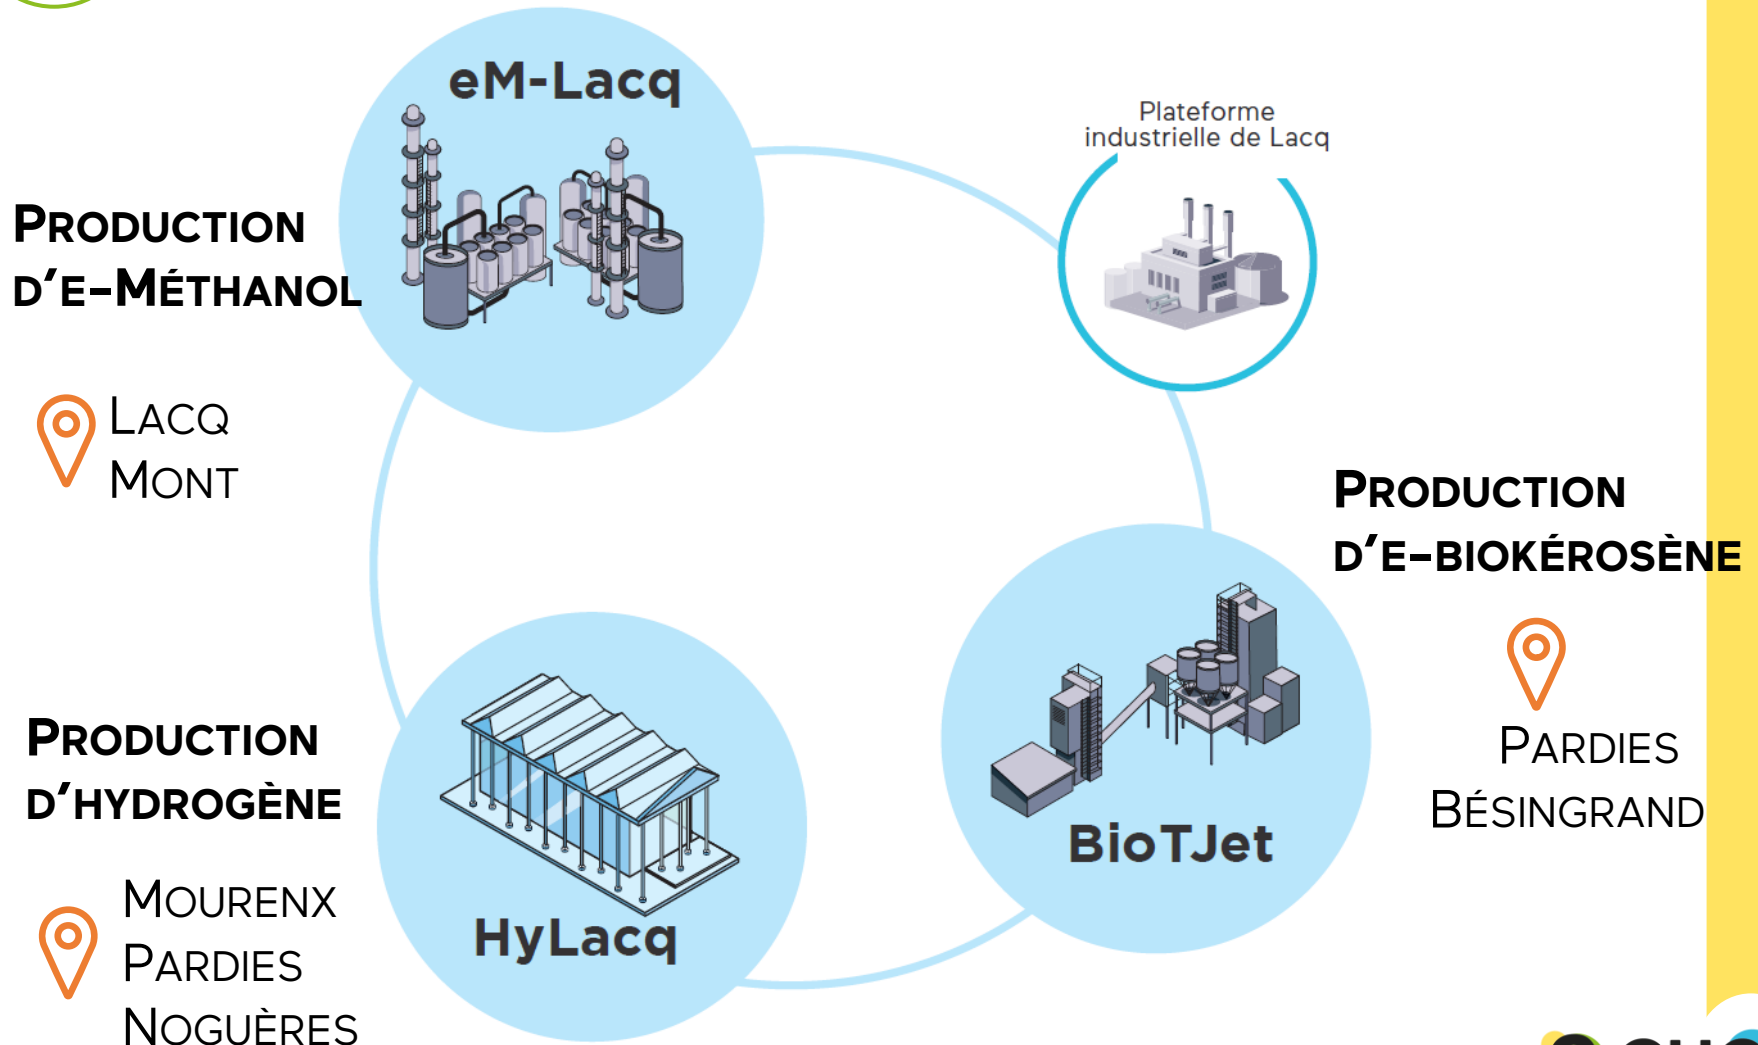 eM-Lacq
Plateforme
industrielle de Lacq
PRODUCTION
D'E-MÉTHANOL
LACQ
MONT
PRODUCTION
D'E-BIOKÉROSÈNE
PARDIES
BÉSINGRAND
BioTJet
PRODUCTION
D'HYDROGÈNE
MOURENX
PARDIES
NOGUÈRES
HyLacq